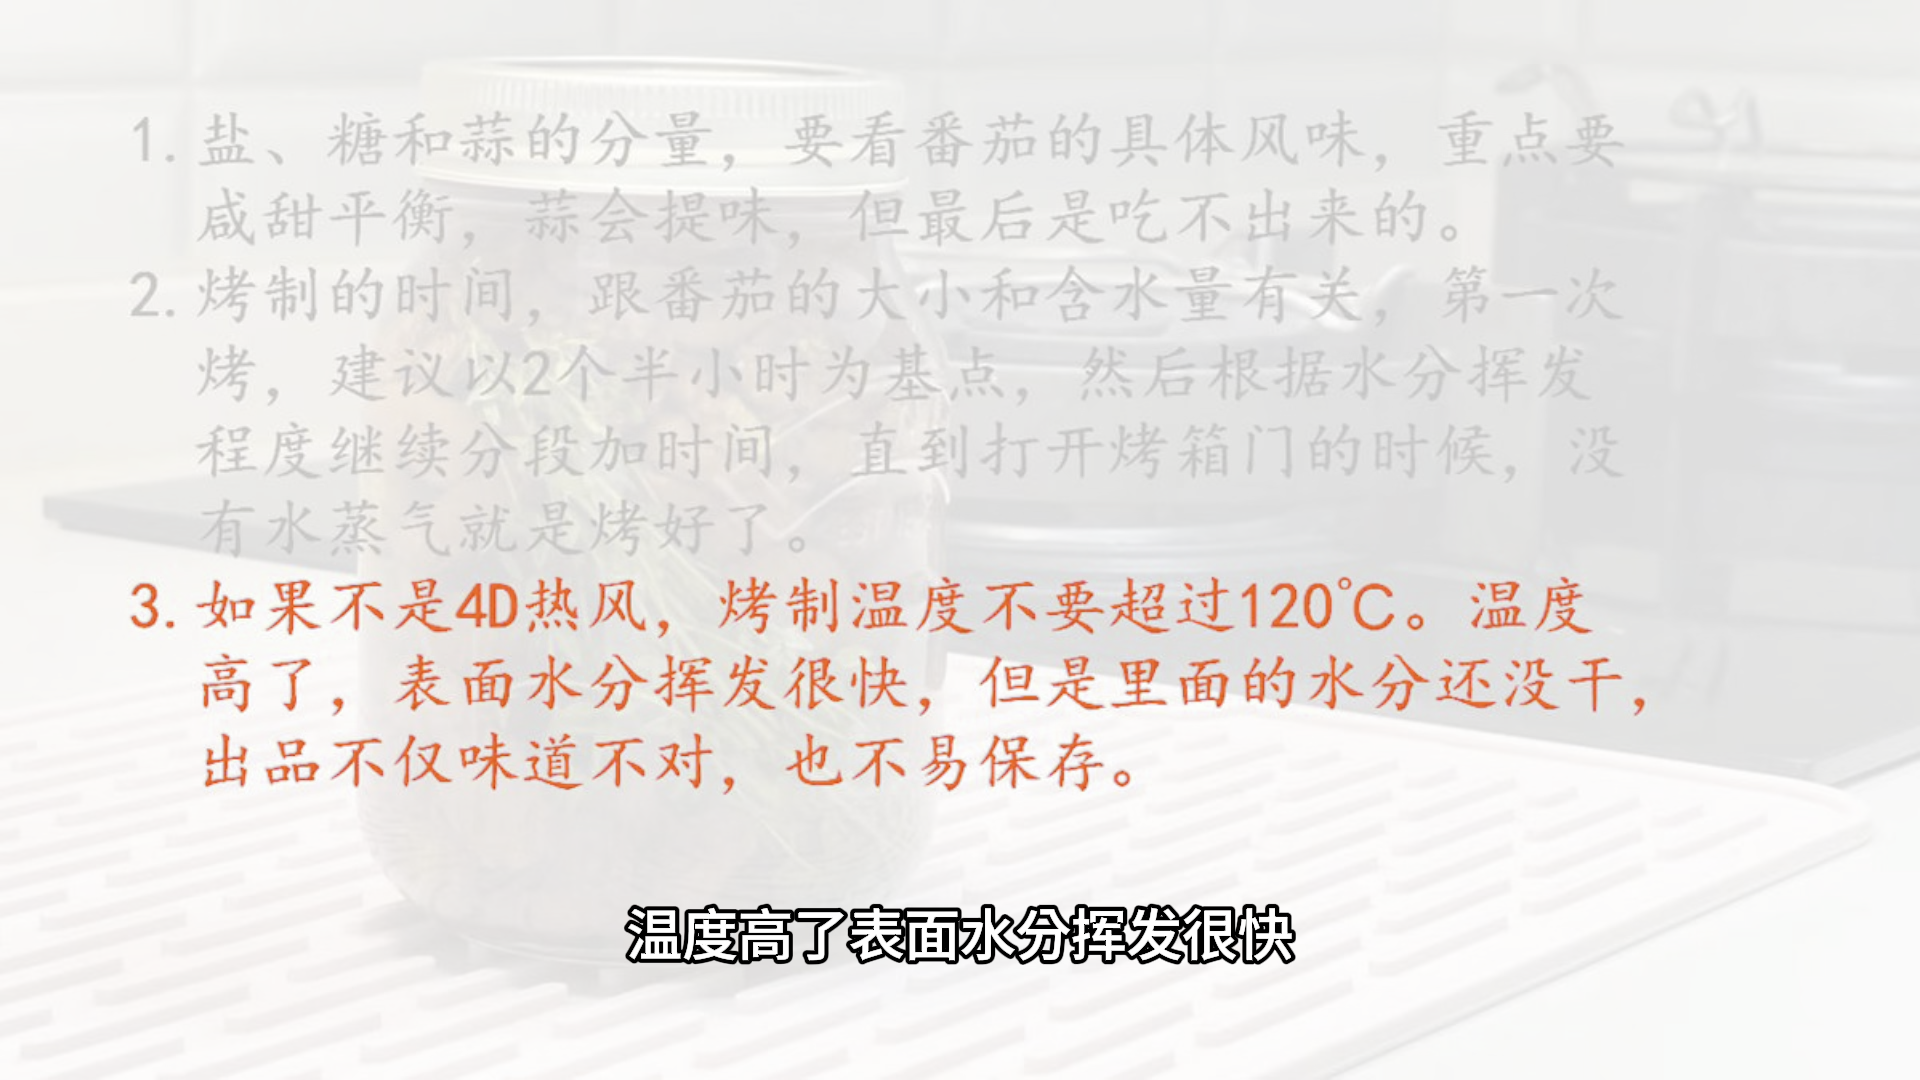 1. 盐、糖和蒜的分量，要看番茄的具体风味，重点要
咸甜平衡，蒜会提味，但最后是吃不出来的。
2. 烤制的时间，跟番茄的大小和含水量有关，第一次
烤，建议以2个半小时为基点，然后根据水分挥发
程度继续分段加时间，直到打开烤箱门的时候，没
有水蒸气就是烤好了。
3. 如果不是4D热风，烤制温度不要超过120℃。温度
高了，表面水分挥发很快，但是里面的水分还没干，
出品不仅味道不对，也不易保存。
温度高了表面水分挥发很快